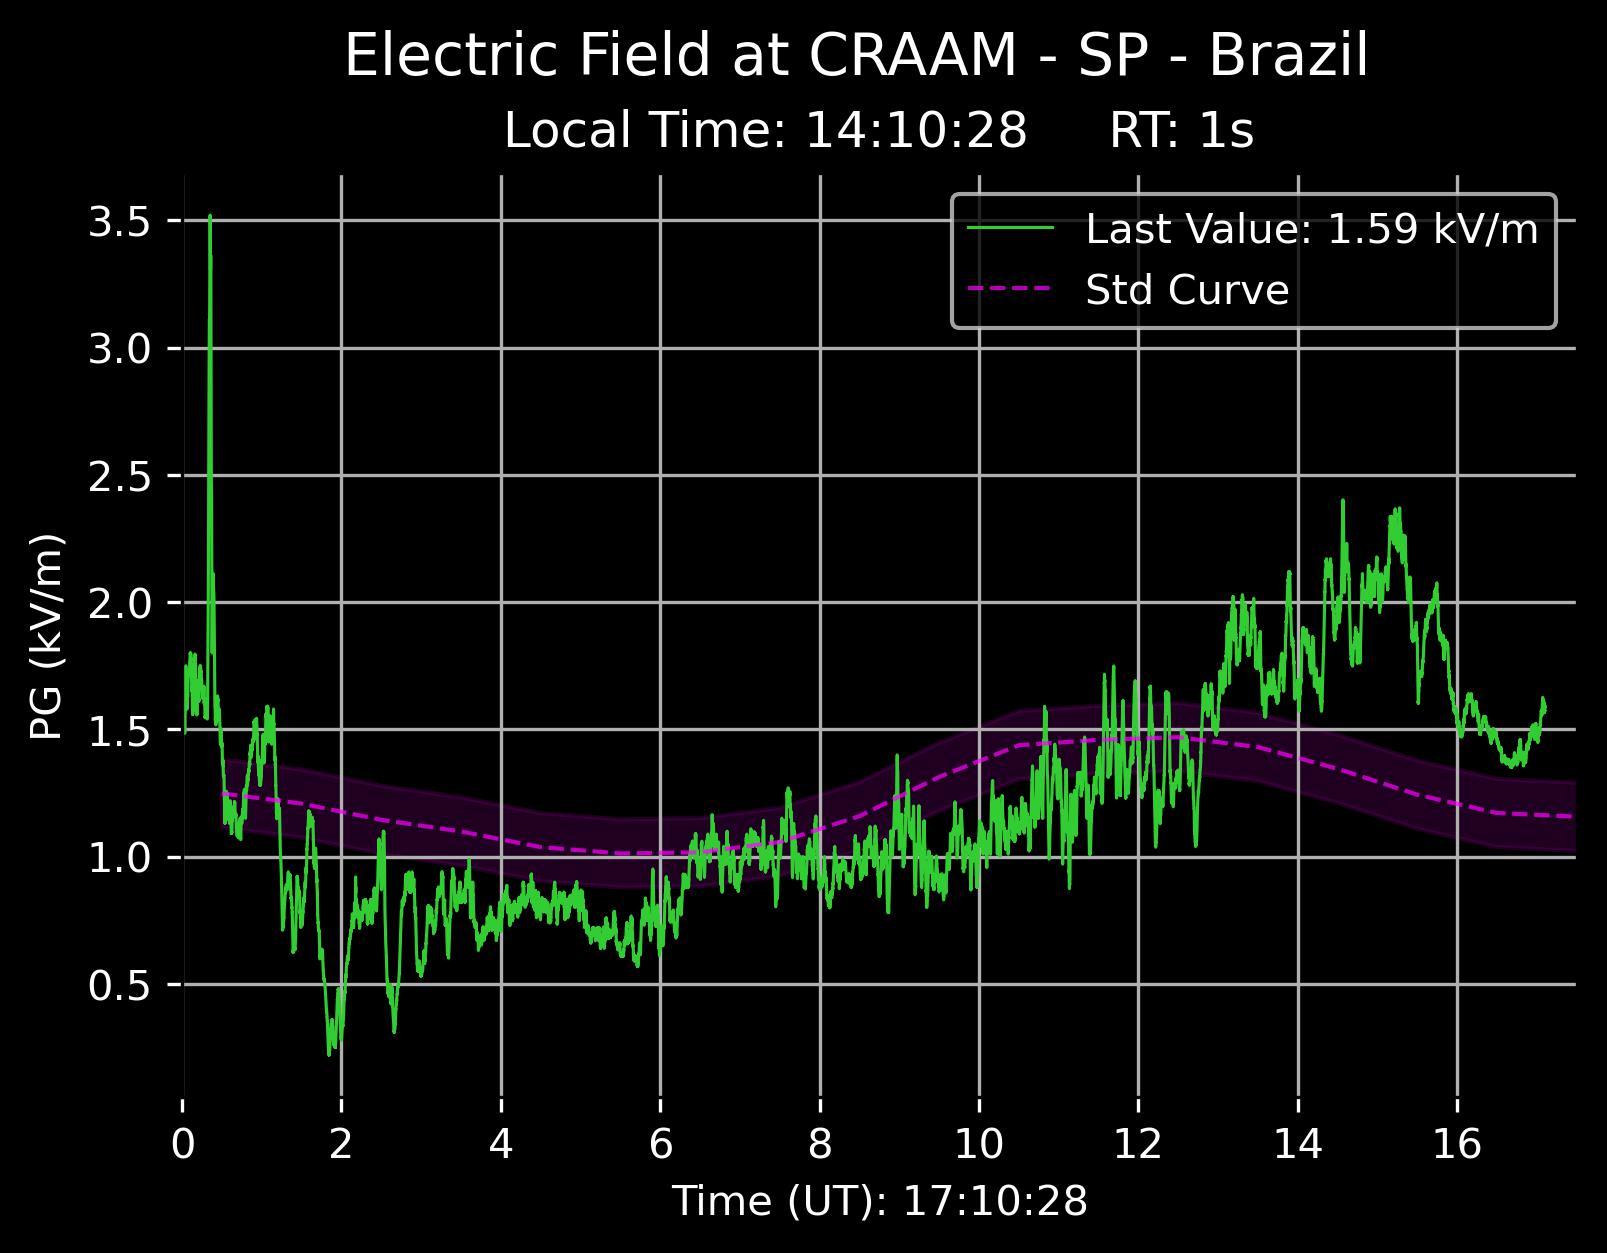 Electric Field at CRAAM - SP - Brazil
Local Time: 14:10:28 RT: 1s
Last Value: 1.59 kV/m
Std Curve
PG (kV/m)
3.5
3.0
2.5
2.0
1.5
1.0
0.5
0 2 4 6 8 10 12 14 16
Time (UT): 17:10:28